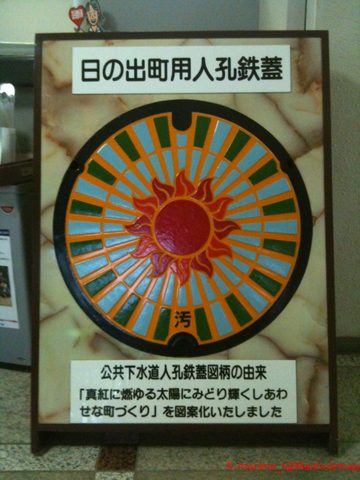 日の出町用人孔鉄蓋
汚
公共下水道人孔鉄蓋図柄の由来
「真紅に燃ゆる太陽にみどり輝くしあわ
せな町づくり」を図案化いたしました